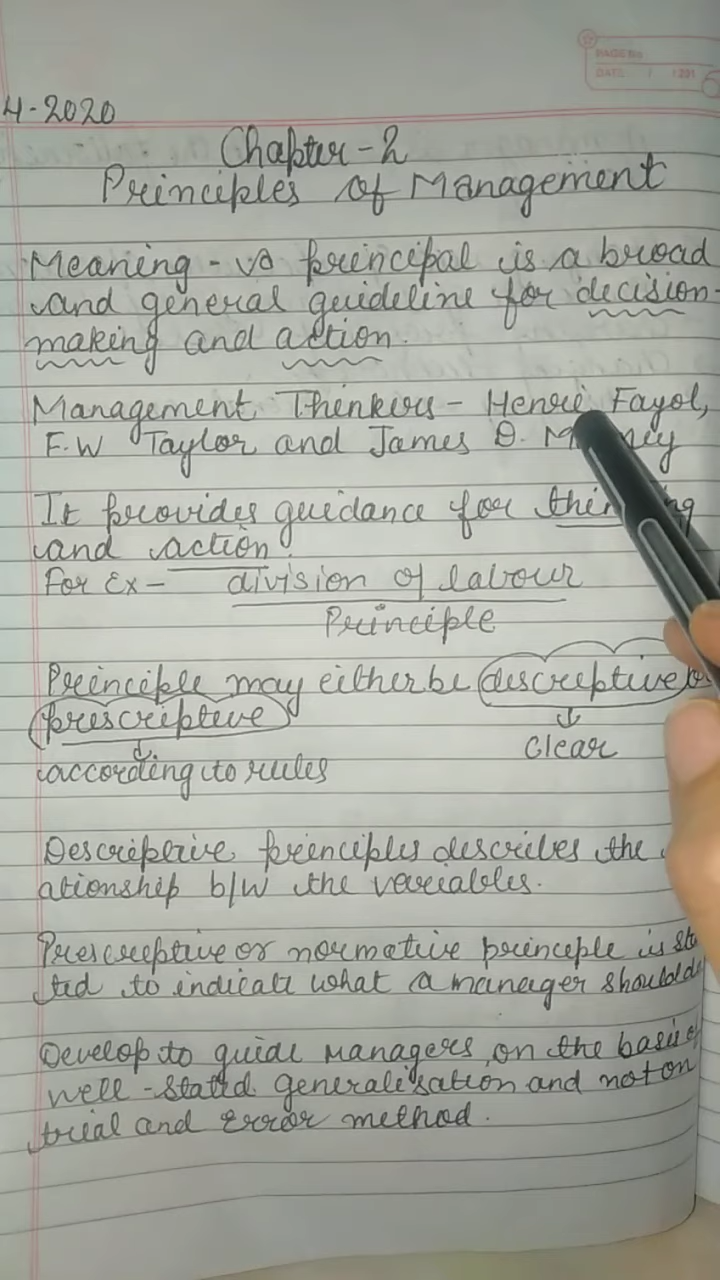 PAGE No
DATE / /
4-2020
Chapter-2
Principles of Management
Meaning - A principal is a broad
and general guideline for decision-
making and action.
Management Thinkers - Henri Fayol,
F.W Taylor and James D.
It provides guidance for
and action.
For Ex - division of labour
Principle
Principle may either be descriptive
prescriptive
Clear
according to rules
Descriptive principles describes the
ationship b/w the variables.
Prescriptive or normative principle is sta
ted to indicate what a manager should do
Develop to guide managers on the basis of
well-stated generalisation and not on
trial and Error method.